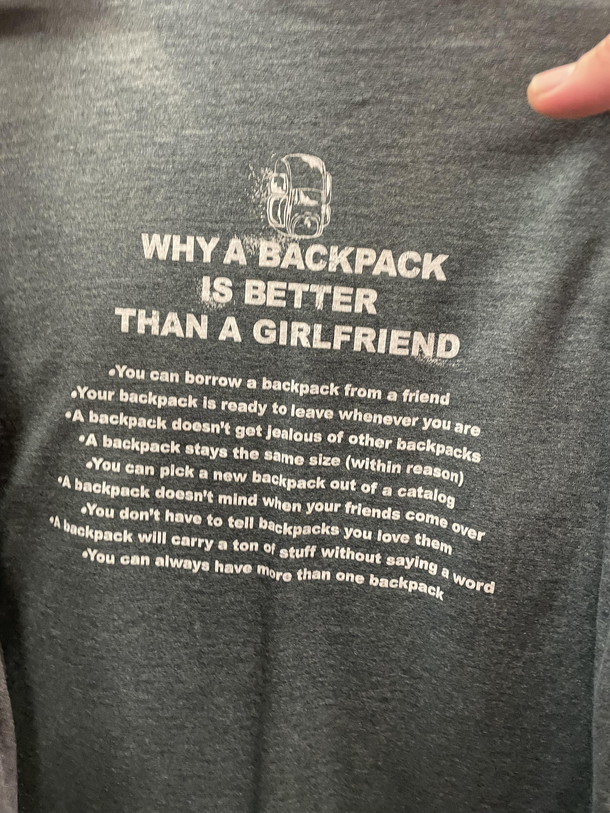 WHY A BACKPACK
IS BETTER
THAN A GIRLFRIEND
•You can borrow a backpack from a friend
•Your backpack is ready to leave whenever you are
•A backpack doesn't get jealous of other backpacks
•A backpack stays the same size (within reason)
•You can pick a new backpack out of a catalog
•A backpack doesn't mind when your friends come over
•You don't have to tell backpacks you love them
•A backpack will carry a ton of stuff without saying a word
•You can always have more than one backpack